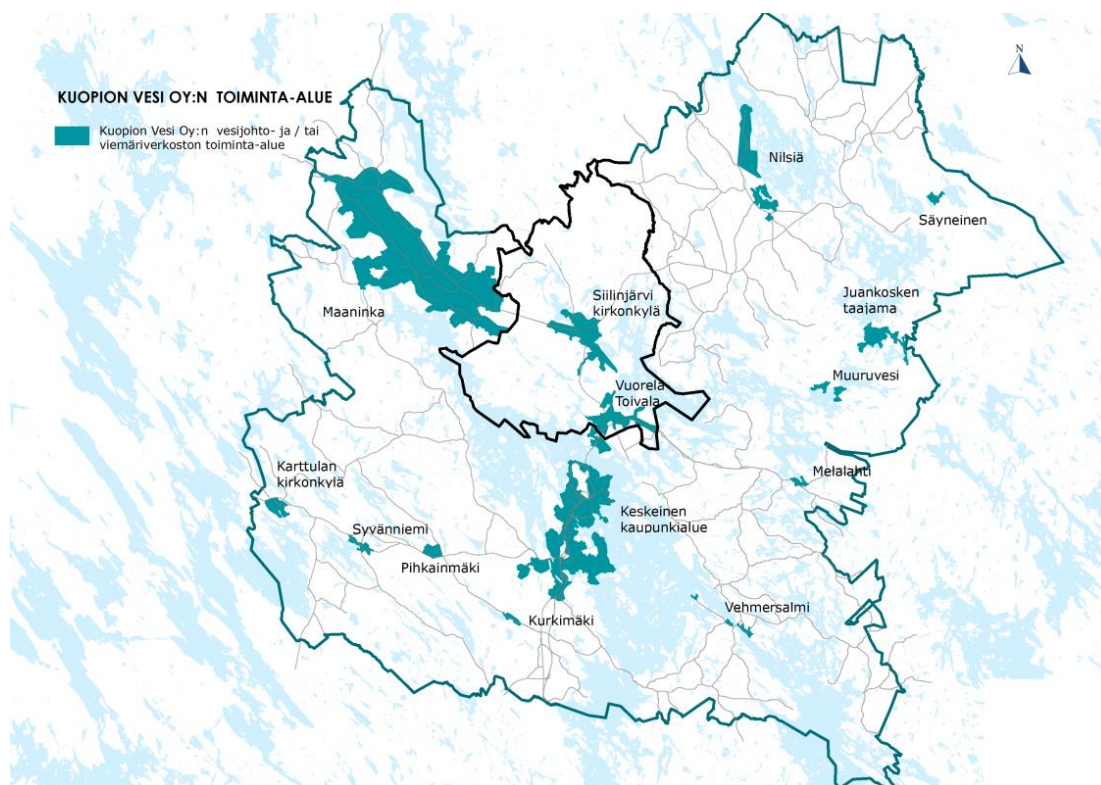 N
KUOPION VESI OY:N TOIMINTA-ALUE
Kuopion Vesi Oy:n vesijohto- ja / tai
viemäriverkoston toiminta-alue
Nilsiä
Säyneinen
Maaninka
Siilinjärvi
kirkonkylä
Juankosken
taajama
Muuruvesi
Vuorela
Toivala
Karttulan
kirkonkylä
Melalahti
Keskeinen
kaupunkialue
Syvänniemi
Pihkainmäki
Kurkimäki
Vehmersalmi